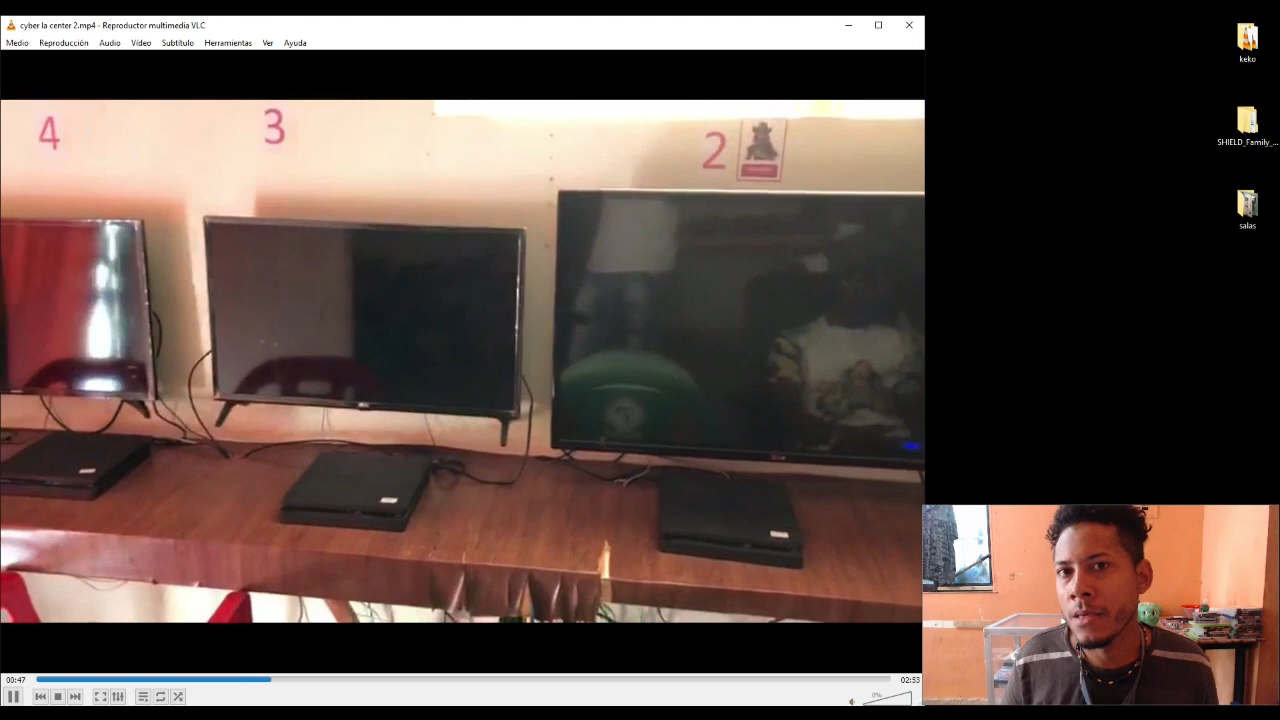 cyber la center 2.mp4 - Reproductor multimedia VLC
Medio Reproducción Audio Vídeo Subtítulo Herramientas Ver Ayuda
4
3
2
00:47
02:53
0%
keko
SHIELD_Family_...
salas